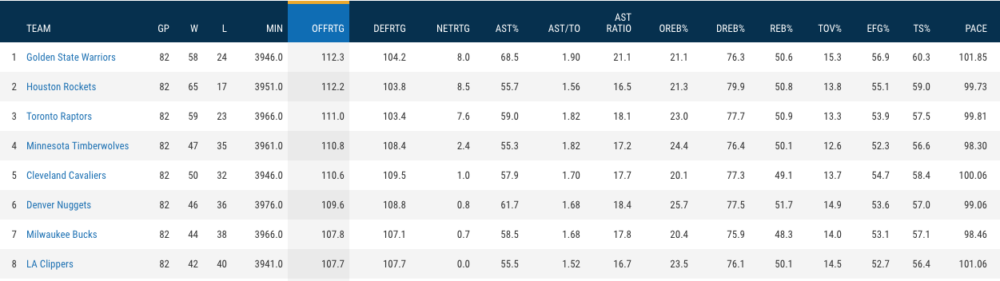 TEAM GP W L MIN OFFRTG DEFRTG NETRTG AST% AST/TO AST RATIO OREB% DREB% REB% TOV% EFG% TS% PACE
1 Golden State Warriors 82 58 24 3946.0 112.3 104.2 8.0 68.5 1.90 21.1 21.1 76.3 50.6 15.3 56.9 60.3 101.85
2 Houston Rockets 82 65 17 3951.0 112.2 103.8 8.5 55.7 1.56 16.5 21.3 79.9 50.8 13.8 55.1 59.0 99.73
3 Toronto Raptors 82 59 23 3966.0 111.0 103.4 7.6 59.0 1.82 18.1 23.0 77.7 50.9 13.3 53.9 57.5 99.81
4 Minnesota Timberwolves 82 47 35 3961.0 110.8 108.4 2.4 55.3 1.82 17.2 24.4 76.4 50.1 12.6 52.3 56.6 98.30
5 Cleveland Cavaliers 82 50 32 3946.0 110.6 109.5 1.0 57.9 1.70 17.7 20.1 77.3 49.1 13.7 54.7 58.4 100.06
6 Denver Nuggets 82 46 36 3976.0 109.6 108.8 0.8 61.7 1.68 18.4 25.7 77.5 51.7 14.9 53.6 57.0 99.06
7 Milwaukee Bucks 82 44 38 3966.0 107.8 107.1 0.7 58.5 1.68 17.8 20.4 75.9 48.3 14.0 53.1 57.1 98.46
8 LA Clippers 82 42 40 3941.0 107.7 107.7 0.0 55.5 1.52 16.7 23.5 76.1 50.1 14.5 52.7 56.4 101.06